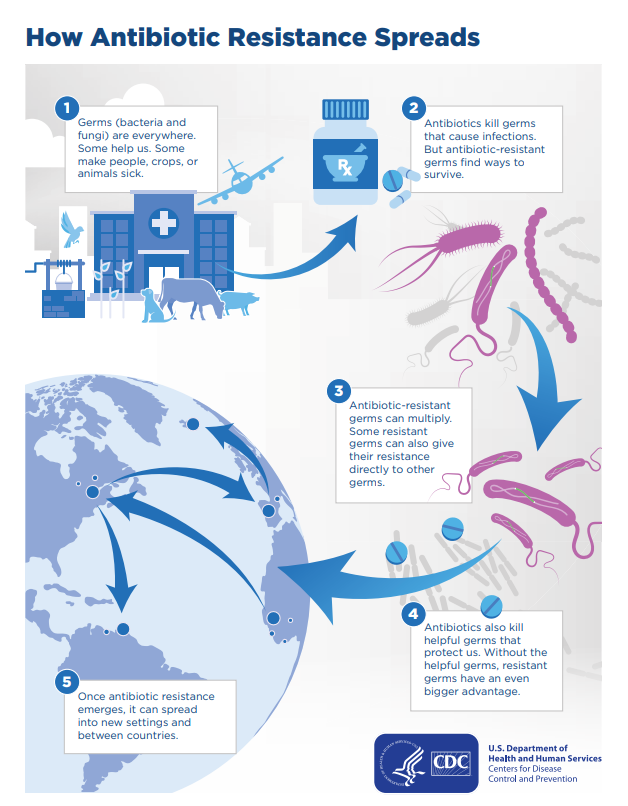 How Antibiotic Resistance Spreads
1
Germs (bacteria and
fungi) are everywhere.
Some help us. Some
make people, crops, or
animals sick.
Rx
2
Antibiotics kill germs
that cause infections.
But antibiotic-resistant
germs find ways to
survive.
3
Antibiotic-resistant
germs can multiply.
Some resistant
germs can also give
their resistance
directly to other
germs.
4
Antibiotics also kill
helpful germs that
protect us. Without the
helpful germs, resistant
germs have an even
bigger advantage.
5
Once antibiotic resistance
emerges, it can spread
into new settings and
between countries.
CDC
U.S. Department of
Health and Human Services
Centers for Disease
Control and Prevention